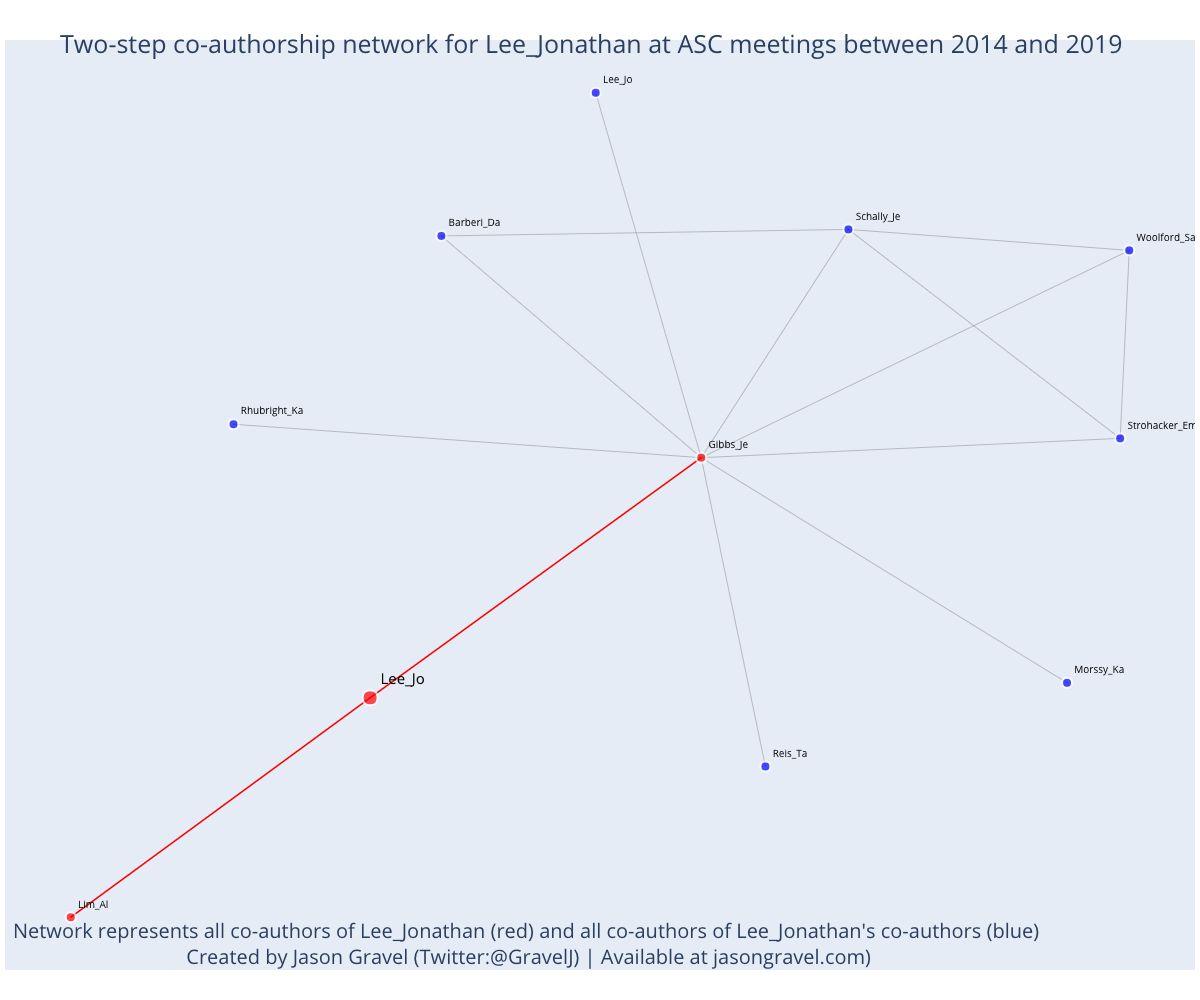 Two-step co-authorship network for Lee_Jonathan at ASC meetings between 2014 and 2019
Lee_Jo
Schally_Je
Barberi_Da
Woolford_Sa
Rhubright_Ka
Strohacker_Em
Gibbs_Je
Morssy_Ka
Lee_Jo
Reis_Ta
Lim_Al
Network represents all co-authors of Lee_Jonathan (red) and all co-authors of Lee_Jonathan's co-authors (blue)
Created by Jason Gravel (Twitter:@GravelJ) | Available at jasongravel.com)